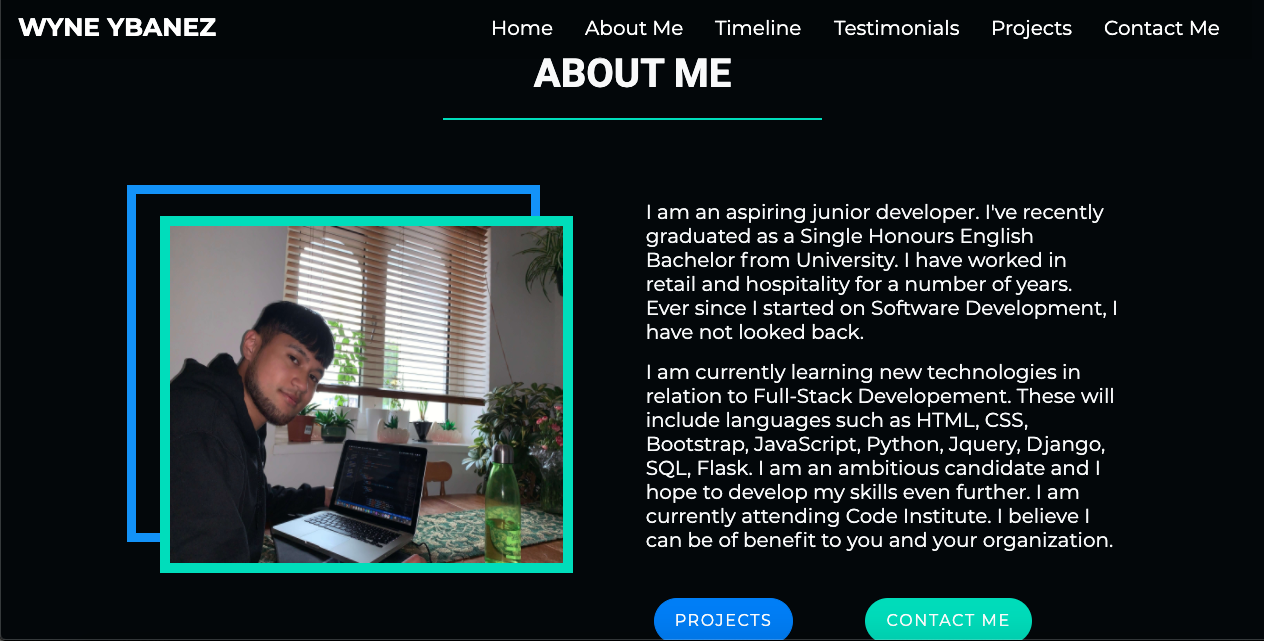 WYNE YBANEZ
Home About Me Timeline Testimonials Projects Contact Me
ABOUT ME
I am an aspiring junior developer. I've recently
graduated as a Single Honours English
Bachelor from University. I have worked in
retail and hospitality for a number of years.
Ever since I started on Software Development, I
have not looked back.
I am currently learning new technologies in
relation to Full-Stack Developement. These will
include languages such as HTML, CSS,
Bootstrap, JavaScript, Python, Jquery, Django,
SQL, Flask. I am an ambitious candidate and I
hope to develop my skills even further. I am
currently attending Code Institute. I believe I
can be of benefit to you and your organization.
PROJECTS CONTACT ME